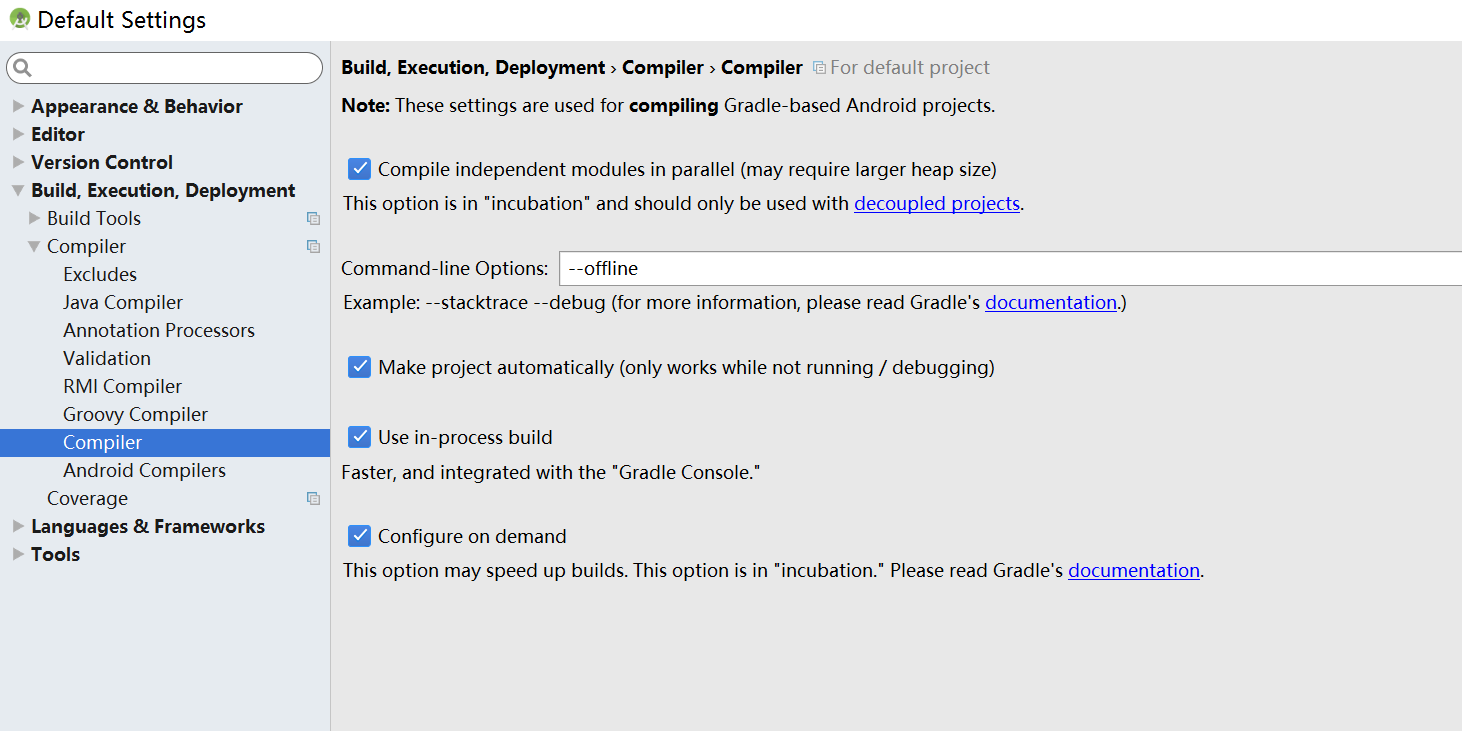 Default Settings
Appearance & Behavior
Editor
Version Control
Build, Execution, Deployment
Build Tools
Compiler
Excludes
Java Compiler
Annotation Processors
Validation
RMI Compiler
Groovy Compiler
Compiler
Android Compilers
Coverage
Languages & Frameworks
Tools
Build, Execution, Deployment › Compiler › Compiler For default project
Note: These settings are used for compiling Gradle-based Android projects.
Compile independent modules in parallel (may require larger heap size)
This option is in "incubation" and should only be used with decoupled projects.
Command-line Options: --offline
Example: --stacktrace --debug (for more information, please read Gradle's documentation.)
Make project automatically (only works while not running / debugging)
Use in-process build
Faster, and integrated with the "Gradle Console."
Configure on demand
This option may speed up builds. This option is in "incubation." Please read Gradle's documentation.